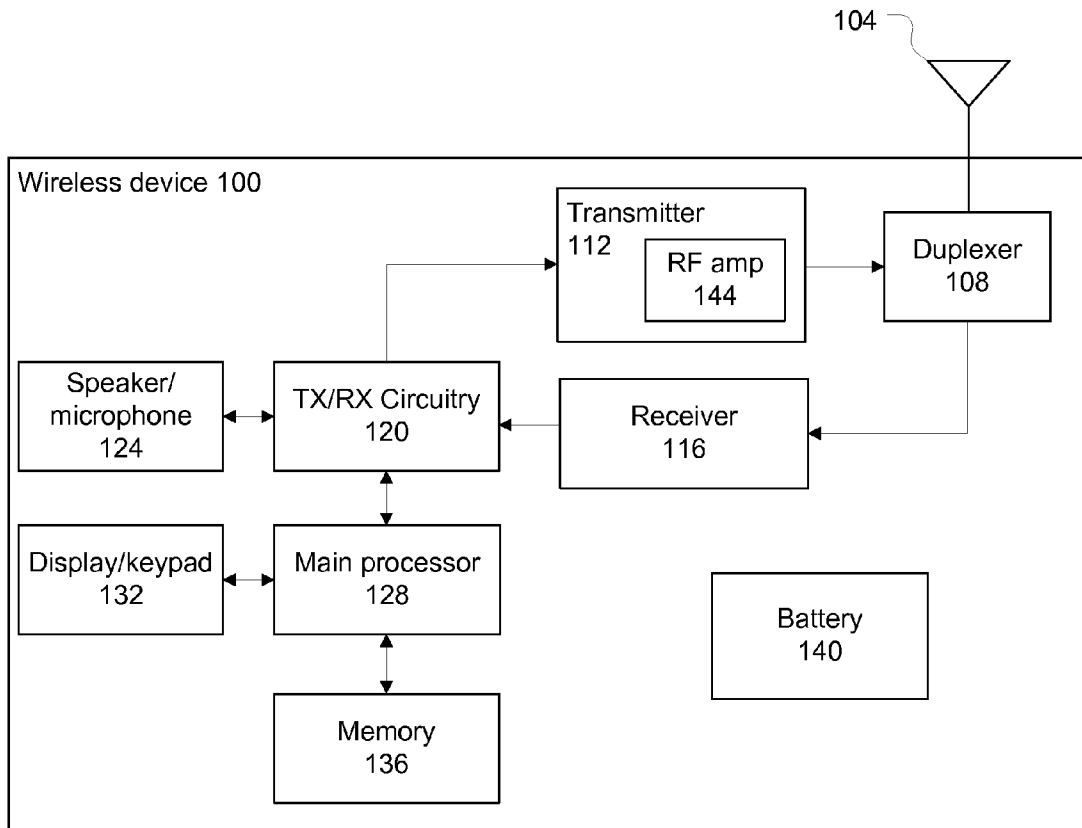 104
Wireless device 100
Transmitter
112
RF amp
144
Duplexer
108
Speaker/
microphone
124
TX/RX Circuitry
120
Receiver
116
Display/keypad
132
Main processor
128
Battery
140
Memory
136